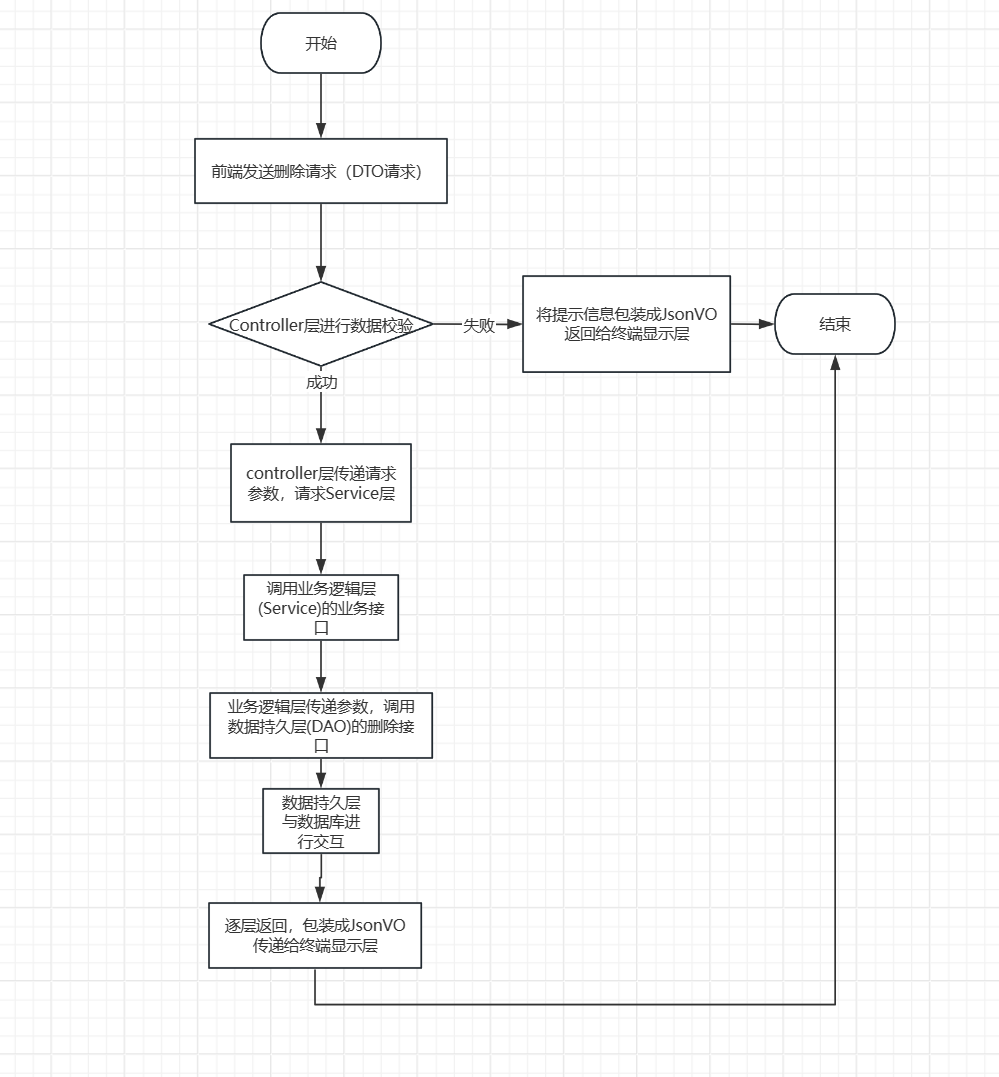 开始
前端发送删除请求（DTO请求）
Controller层进行数据校验
失败
将提示信息包装成JsonVO
返回给终端显示层
结束
成功
controller层传递请求
参数，请求Service层
调用业务逻辑层
(Service)的业务接
口
业务逻辑层传递参数，调用
数据持久层(DAO)的删除接
口
数据持久层
与数据库进
行交互
逐层返回，包装成JsonVO
传递给终端显示层